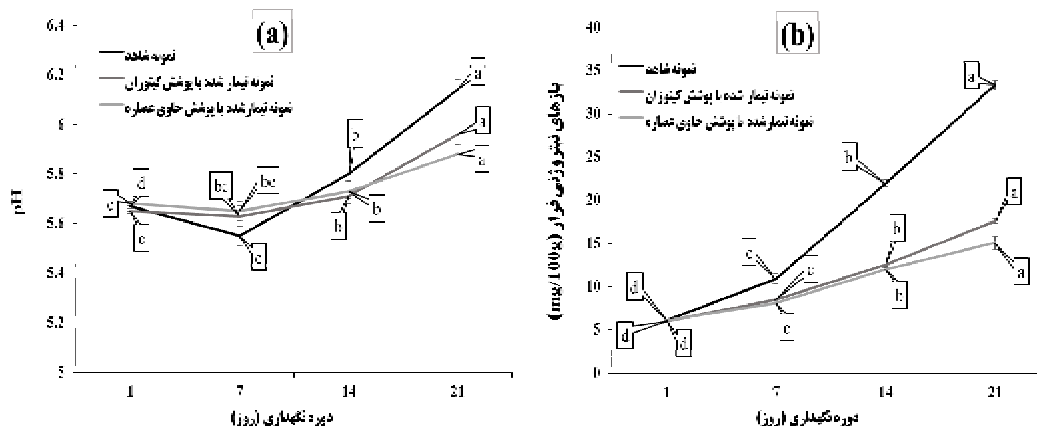 (a)
6.4
6.2
6
5.8
5.6
5.4
5.2
5
pH
نمونه شاهد
نمونه تیمار شده با پوشش کیتوزان
نمونه تیمار شده با پوشش حاوی عصاره
a
a
a
b
b
b
bc
bc
c
d
c
c
1
7
14
21
دوره نگهداری (روز)
(b)
40
35
30
25
20
15
10
5
0
بازهای نیتروژنی فرار (mg/100g)
نمونه شاهد
نمونه تیمار شده با پوشش کیتوزان
نمونه تیمار شده با پوشش حاوی عصاره
a
b
a
b
c
c
a
b
c
d
d
d
1
7
14
21
دوره نگهداری (روز)